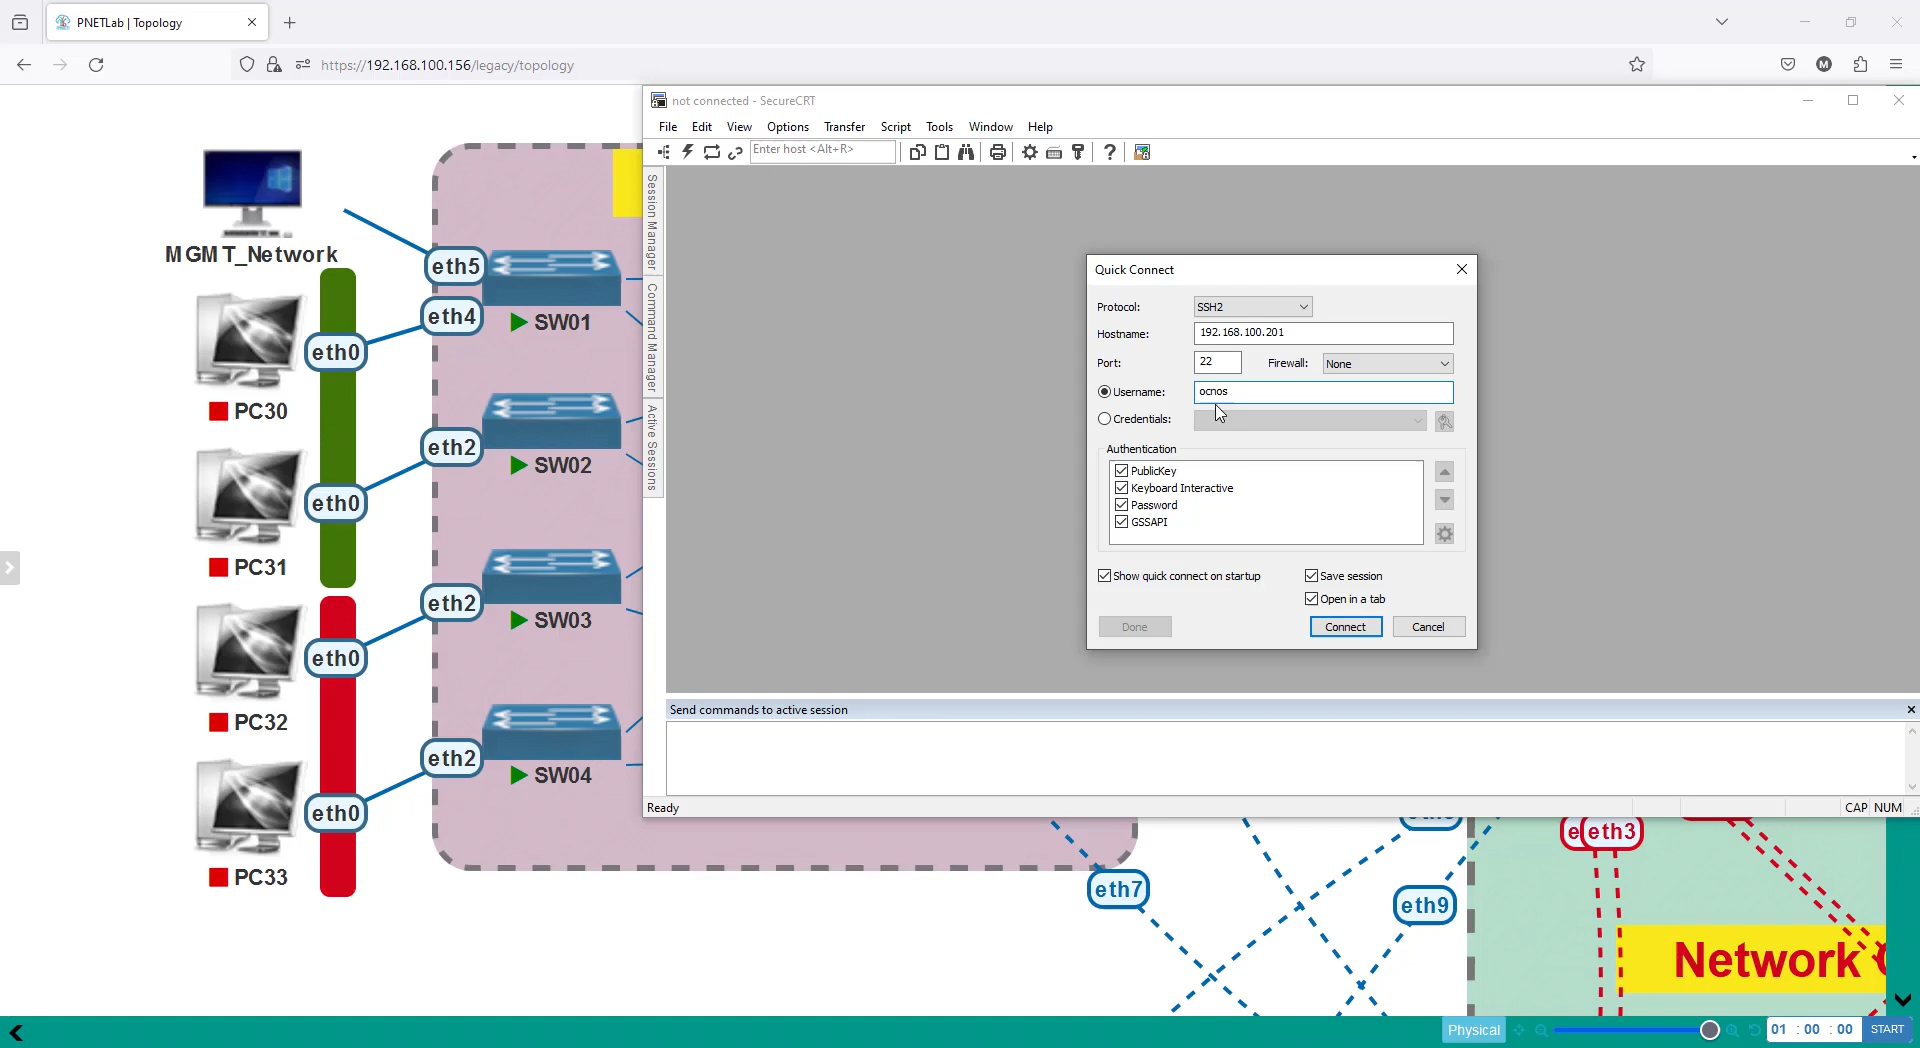 PNETLab | Topology
https://192.168.100.156/legacy/topology
M
not connected - SecureCRT
File Edit View Options Transfer Script Tools Window Help
Enter host <Alt+R>
Session Manager
Command Manager
Active Sessions
Quick Connect
Protocol: SSH2
Hostname: 192.168.100.201
Port: 22 Firewall: None
Username: ocnos
Credentials:
Authentication
PublicKey
Keyboard Interactive
Password
GSSAPI
Show quick connect on startup Save session
Open in a tab
Done Connect Cancel
Send commands to active session
Ready CAP NUM
MGMT_Network
eth5
eth4
SW01
eth0
PC30
eth2
SW02
eth0
PC31
eth2
SW03
eth0
PC32
eth2
SW04
eth0
PC33
eth3
eth7
eth9
Network
Physical 01 : 00 : 00 START